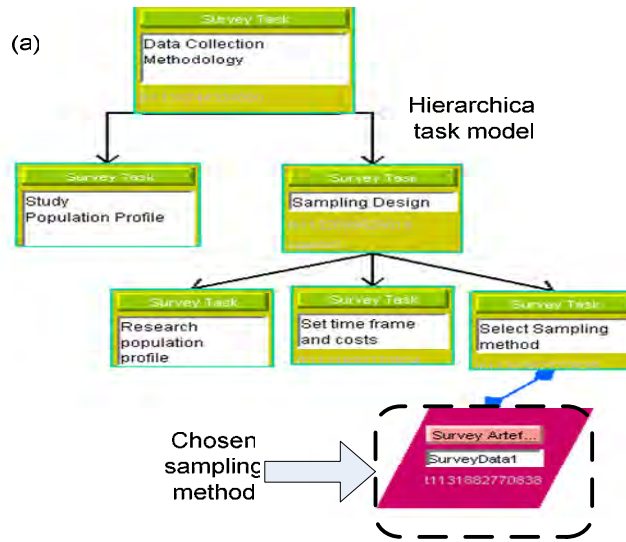 Survey Task
(a)
Data Collection
Methodology
Hierarchica
task model
Survey Task
Study
Population Profile
Survey Task
Sampling Design
Survey Task
Research
population
profile
Survey Task
Set time frame
and costs
Survey Task
Select Sampling
method
Chosen
sampling
method
Survey Artef...
SurveyData1
t1131882770838